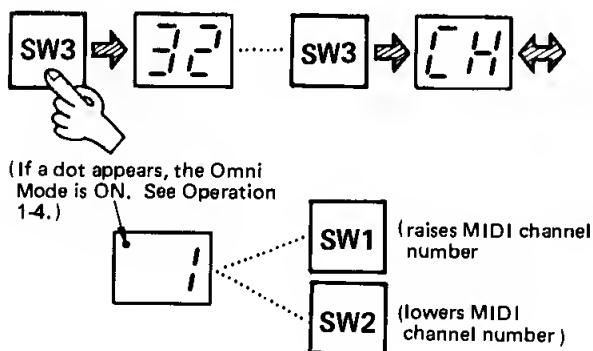 SW3 32 SW3 CH
(If a dot appears, the Omni
Mode is ON. See Operation
1-4.)
1
SW1 (raises MIDI channel
number
SW2 (lowers MIDI
channel number)